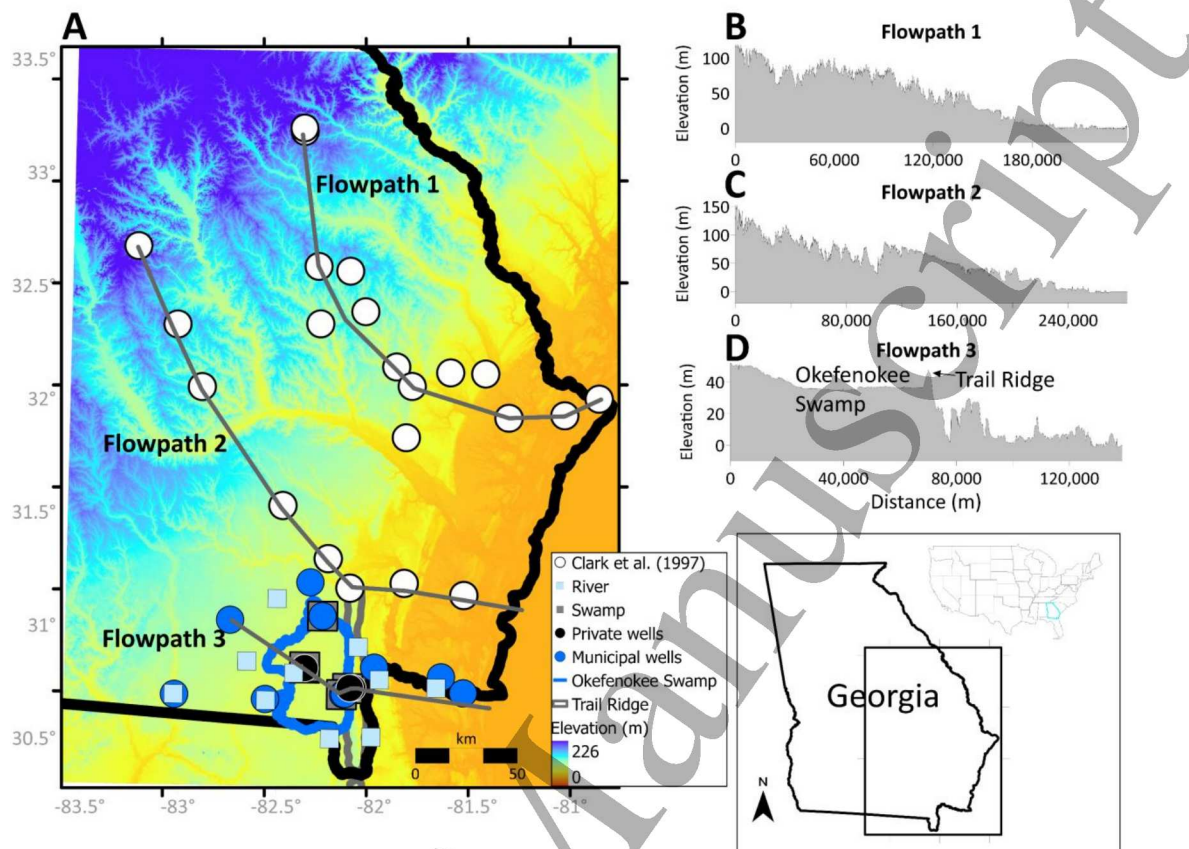 A
33.5°
33°
32.5°
32°
31.5°
31°
30.5°
-83.5°
-83°
-82.5°
-82°
-81.5°
-81°
Flowpath 1
Flowpath 2
Flowpath 3
km
0
50
Clark et al. (1997)
River
Swamp
Private wells
Municipal wells
Okefenokee Swamp
Trail Ridge
Elevation (m)
226
0
B
Flowpath 1
Elevation (m)
100
50
0
0
60,000
120,000
180,000
C
Flowpath 2
Elevation (m)
150
100
50
0
0
80,000
160,000
240,000
D
Flowpath 3
Okefenokee
Swamp
Trail Ridge
Elevation (m)
40
20
0
0
40,000
80,000
120,000
Distance (m)
Georgia
N
Manuscript